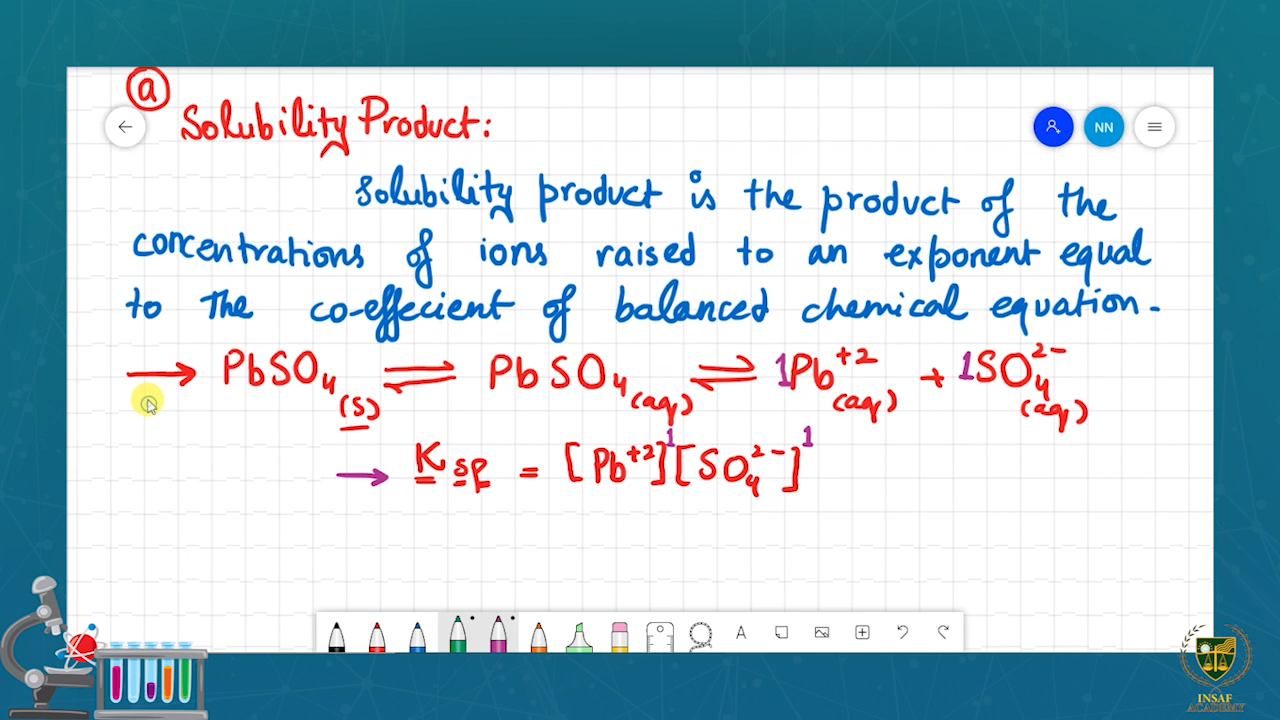 a
Solubility Product:
NN
Solubility product is the product of the
concentrations of ions raised to an exponent equal
to the co-effecient of balanced chemical equation.
→ PbSO₄(s) ⇌ PbSO₄(aq) ⇌ 1Pb⁺²(aq) + 1SO₄²⁻(aq)
→ Ksp = [Pb⁺²]¹[SO₄²⁻]¹
A
INSAF
ACADEMY